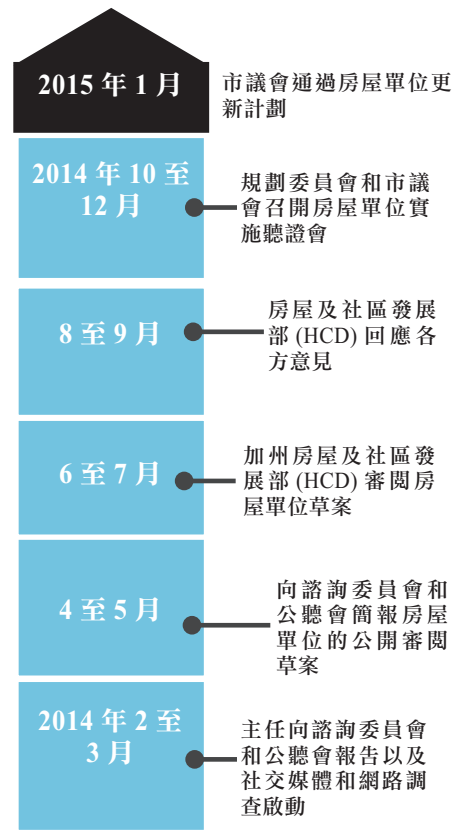 2015 年 1 月
市議會通過房屋單位更
新計劃
2014 年 10 至
12 月
規劃委員會和市議
會召開房屋單位實
施聽證會
8 至 9 月
房屋及社區發展
部 (HCD) 回應各
方意見
6 至 7 月
加州房屋及社區發
展部 (HCD) 審閱房
屋單位草案
4 至 5 月
向諮詢委員會和
公聽會簡報房屋
單位的公開審閱
草案
2014 年 2 至
3 月
主任向諮詢委員會
和公聽會報告以及
社交媒體和網路調
查啟動